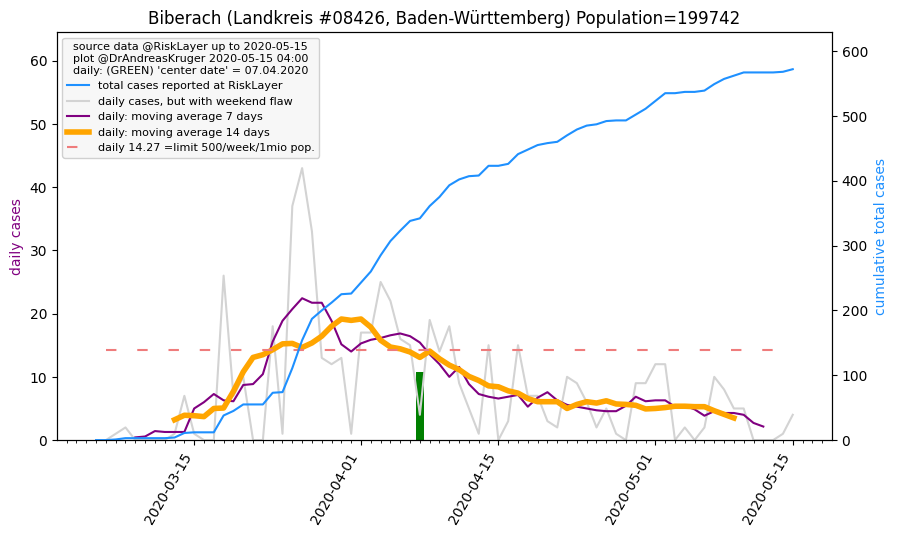 Biberach (Landkreis #08426, Baden-Württemberg) Population=199742
source data @RiskLayer up to 2020-05-15
plot @DrAndreasKruger 2020-05-15 04:00
daily: (GREEN) 'center date' = 07.04.2020
total cases reported at RiskLayer
daily cases, but with weekend flaw
daily: moving average 7 days
daily: moving average 14 days
daily 14.27 =limit 500/week/1mio pop.
daily cases
60
50
40
30
20
10
0
600
500
400
300
200
100
0
cumulative total cases
2020-03-15
2020-04-01
2020-04-15
2020-05-01
2020-05-15